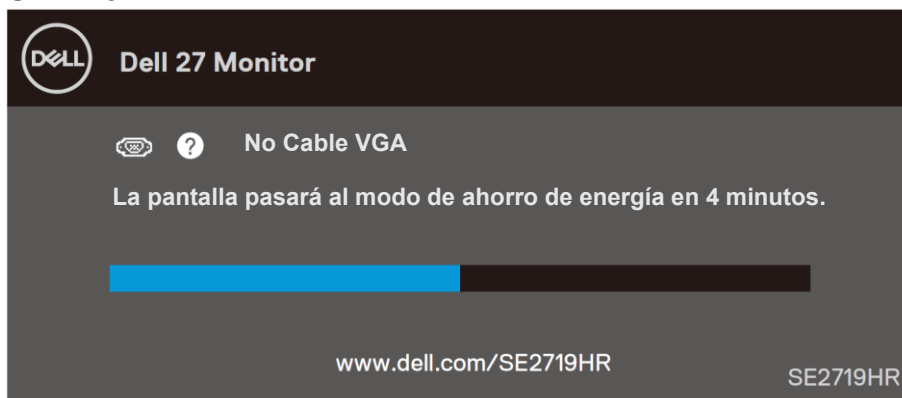 DELL Dell 27 Monitor
? No Cable VGA
La pantalla pasará al modo de ahorro de energía en 4 minutos.
www.dell.com/SE2719HR
SE2719HR